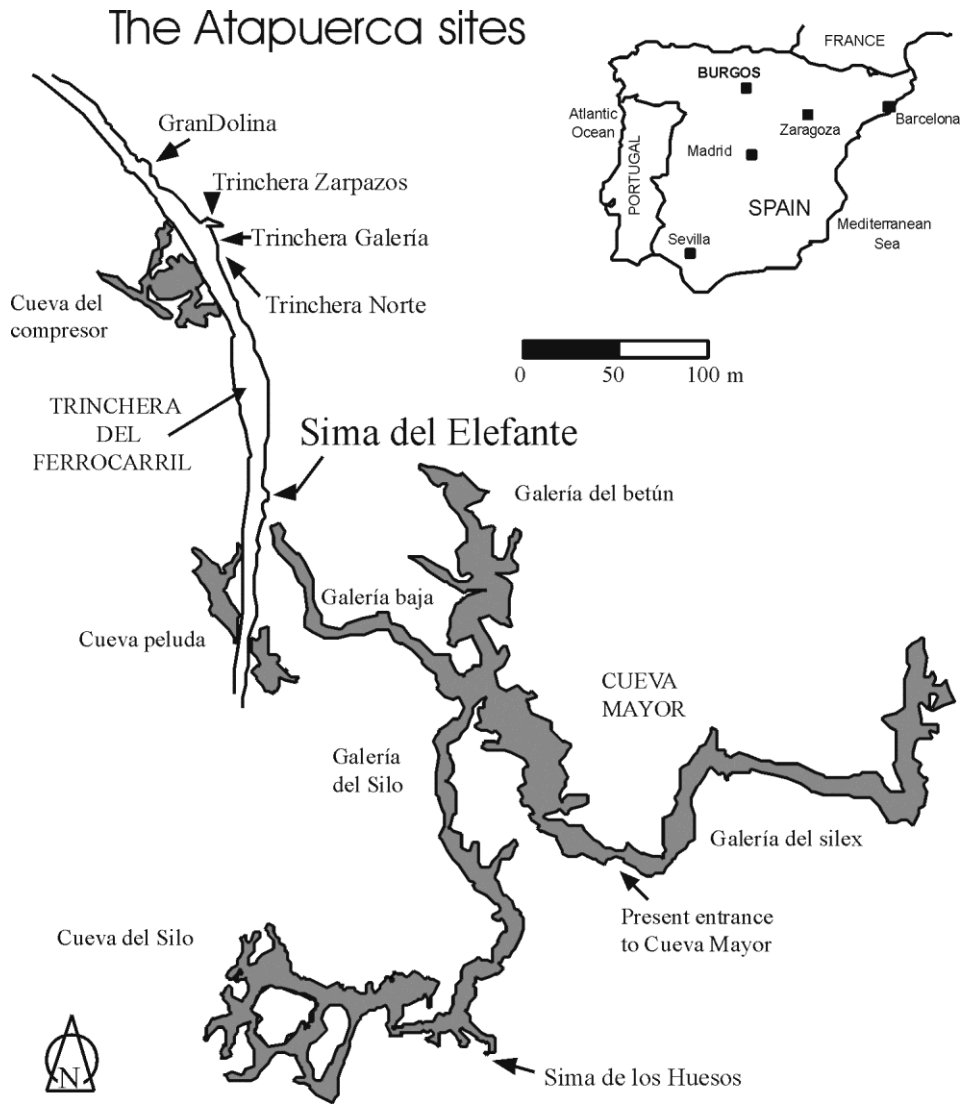 The Atapuerca sites
FRANCE
BURGOS
Atlantic
Ocean
Zaragoza
Barcelona
Madrid
PORTUGAL
SPAIN
Mediterranean
Sea
Sevilla
GranDolina
Trinchera Zarpazos
Trinchera Galería
Trinchera Norte
Cueva del
compresor
0 50 100 m
TRINCHERA
DEL
FERROCARRIL
Sima del Elefante
Galería del betún
Galería baja
Cueva peluda
CUEVA
MAYOR
Galería
del Silo
Galería del silex
Present entrance
to Cueva Mayor
Cueva del Silo
Sima de los Huesos
N